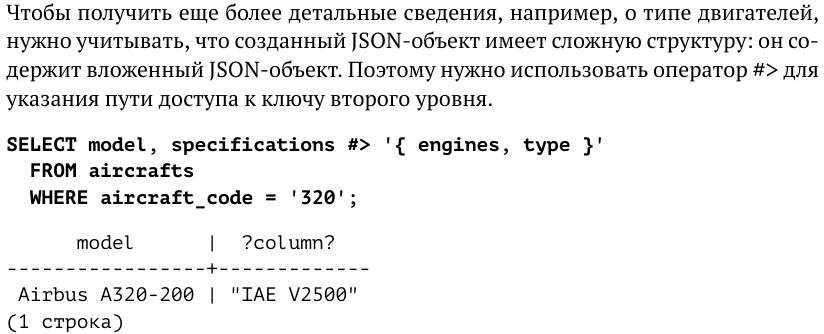 Чтобы получить еще более детальные сведения, например, о типе двигателей,
нужно учитывать, что созданный JSON-объект имеет сложную структуру: он со-
держит вложенный JSON-объект. Поэтому нужно использовать оператор #> для
указания пути доступа к ключу второго уровня.
SELECT model, specifications #> '{ engines, type }'
  FROM aircrafts
  WHERE aircraft_code = '320';
      model      |  ?column?
-----------------+-------------
 Airbus A320-200 | "IAE V2500"
(1 строка)